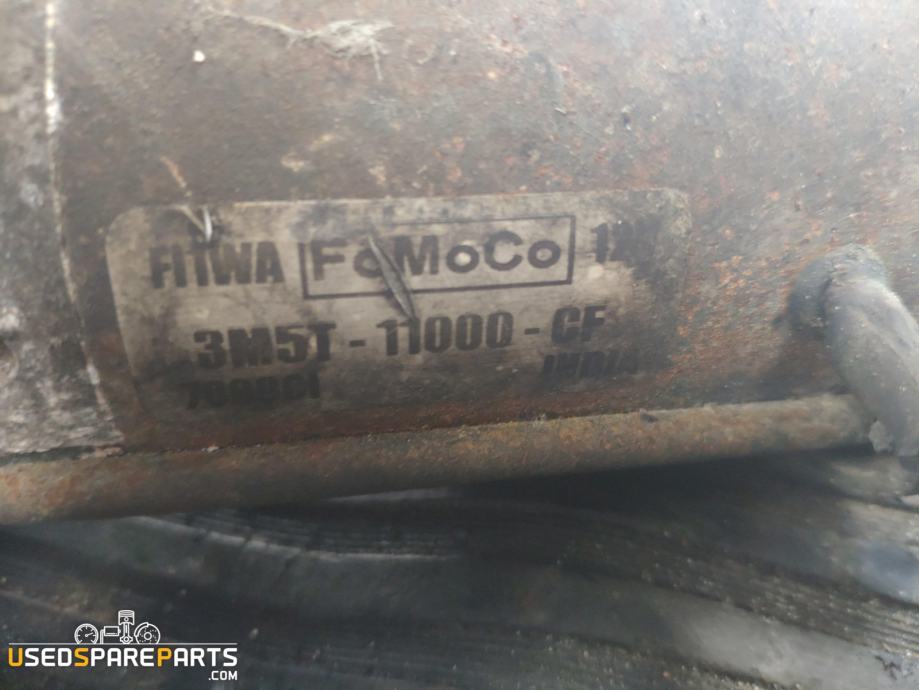 FITWA FoMoCo
3M5T - 11000 - CF
INDIA
USEDSPAREPARTS
.COM